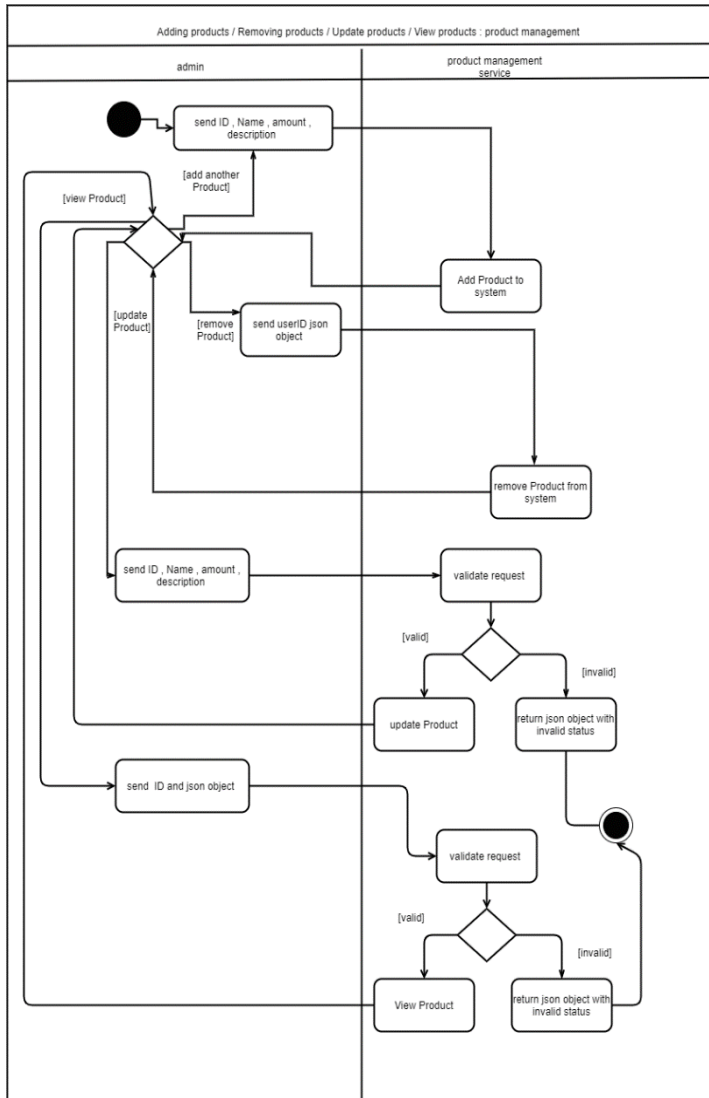 Adding products / Removing products / Update products / View products : product management
admin
product management
service
send ID , Name , amount ,
description
[add another
Product]
[view Product]
Add Product to
system
[update
Product]
[remove
Product]
send userID json
object
remove Product from
system
send ID , Name , amount ,
description
validate request
[valid]
[invalid]
update Product
return json object with
invalid status
send  ID and json object
validate request
[valid]
[invalid]
View Product
return json object with
invalid status